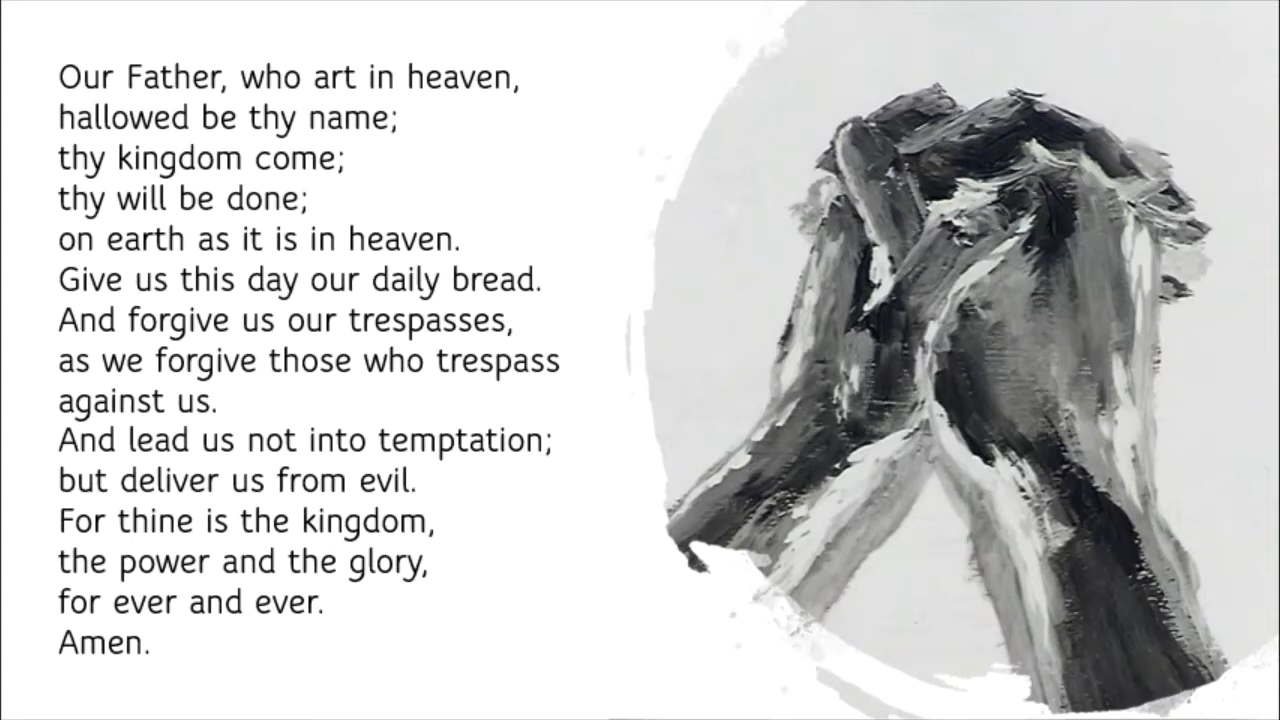 Our Father, who art in heaven,
hallowed be thy name;
thy kingdom come;
thy will be done;
on earth as it is in heaven.
Give us this day our daily bread.
And forgive us our trespasses,
as we forgive those who trespass
against us.
And lead us not into temptation;
but deliver us from evil.
For thine is the kingdom,
the power and the glory,
for ever and ever.
Amen.